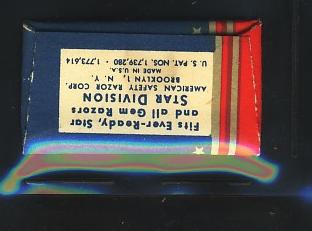 Fits Ever-Ready, Star
and all Gem Razors
STAR DIVISION
AMERICAN SAFETY RAZOR CORP.
BROOKLYN 1, N. Y.
MADE IN U.S.A.
U. S. PAT. NOS. 1,739,280 · 1,773,614